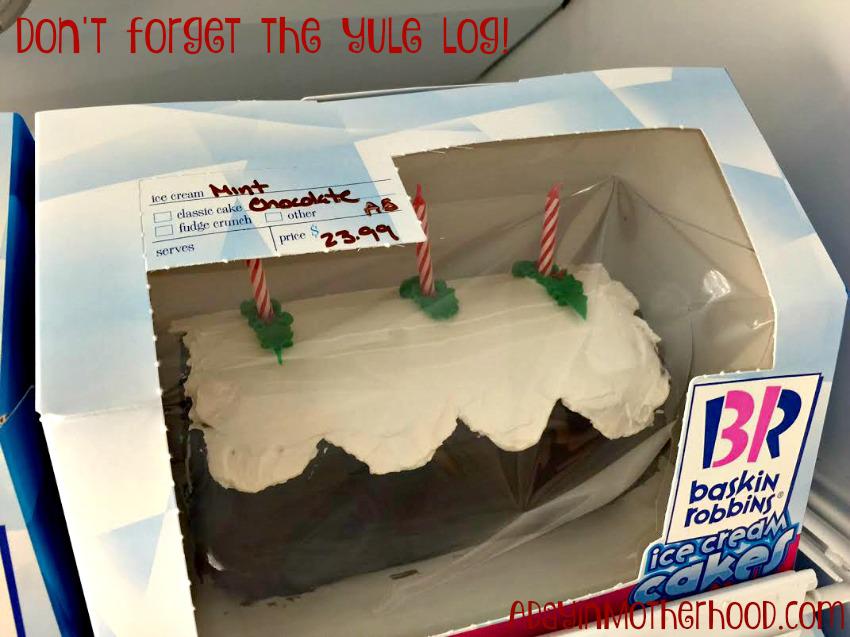 Don't forget the Yule Log!
ice cream Mint
classic cake Chocolate
fudge crunch other AB
serves price $ 23.99
BR
baskin
robbins®
ice cream
cakes
adayinmotherhood.com